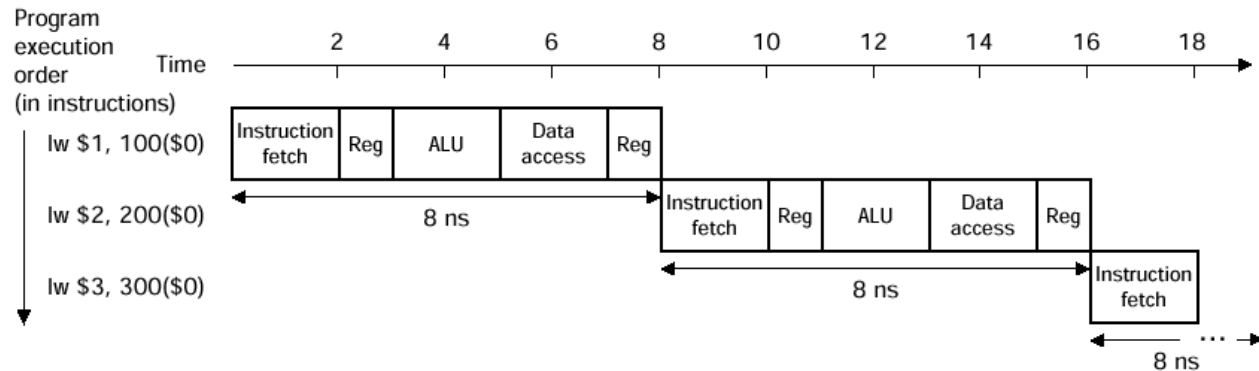 Program
execution
order
(in instructions)
Time
2 4 6 8 10 12 14 16 18
lw $1, 100($0)
Instruction
fetch
Reg
ALU
Data
access
Reg
8 ns
lw $2, 200($0)
Instruction
fetch
Reg
ALU
Data
access
Reg
8 ns
lw $3, 300($0)
Instruction
fetch
...
8 ns